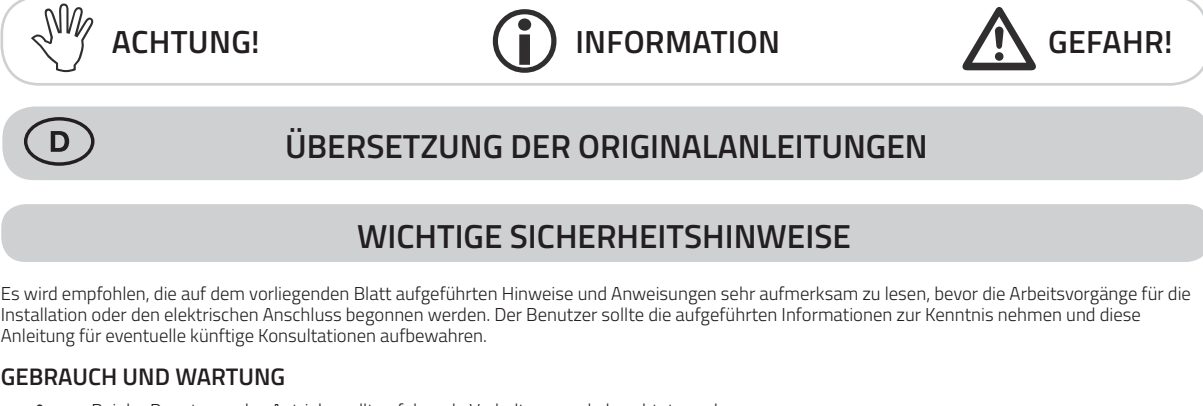 ACHTUNG!
INFORMATION
GEFAHR!
D
ÜBERSETZUNG DER ORIGINALANLEITUNGEN
WICHTIGE SICHERHEITSHINWEISE
Es wird empfohlen, die auf dem vorliegenden Blatt aufgeführten Hinweise und Anweisungen sehr aufmerksam zu lesen, bevor die Arbeitsvorgänge für die
Installation oder den elektrischen Anschluss begonnen werden. Der Benutzer sollte die aufgeführten Informationen zur Kenntnis nehmen und diese
Anleitung für eventuelle künftige Konsultationen aufbewahren.
GEBRAUCH UND WARTUNG